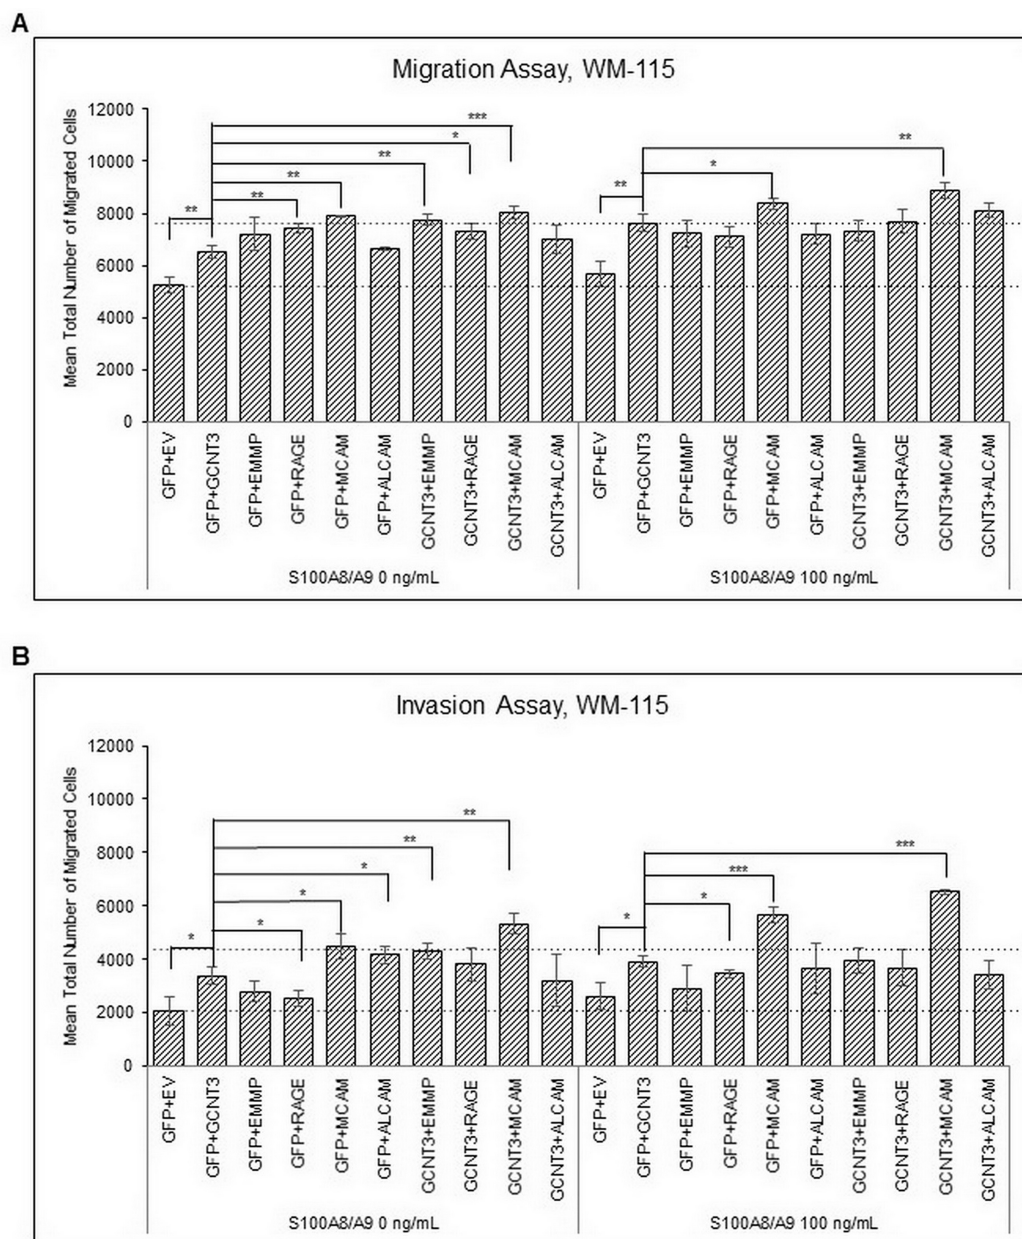 A
Migration Assay, WM-115
Mean Total Number of Migrated Cells
12000
10000
8000
6000
4000
2000
0
***
*
**
**
**
**
**
*
**
GFP+EV
GFP+GCNT3
GFP+EMMP
GFP+RAGE
GFP+MCAM
GFP+ALCAM
GCNT3+EMMP
GCNT3+RAGE
GCNT3+MCAM
GCNT3+ALCAM
GFP+EV
GFP+GCNT3
GFP+EMMP
GFP+RAGE
GFP+MCAM
GFP+ALCAM
GCNT3+EMMP
GCNT3+RAGE
GCNT3+MCAM
GCNT3+ALCAM
S100A8/A9 0 ng/mL
S100A8/A9 100 ng/mL
B
Invasion Assay, WM-115
Mean Total Number of Migrated Cells
12000
10000
8000
6000
4000
2000
0
**
**
*
*
*
*
***
***
*
*
GFP+EV
GFP+GCNT3
GFP+EMMP
GFP+RAGE
GFP+MCAM
GFP+ALCAM
GCNT3+EMMP
GCNT3+RAGE
GCNT3+MCAM
GCNT3+ALCAM
GFP+EV
GFP+GCNT3
GFP+EMMP
GFP+RAGE
GFP+MCAM
GFP+ALCAM
GCNT3+EMMP
GCNT3+RAGE
GCNT3+MCAM
GCNT3+ALCAM
S100A8/A9 0 ng/mL
S100A8/A9 100 ng/mL